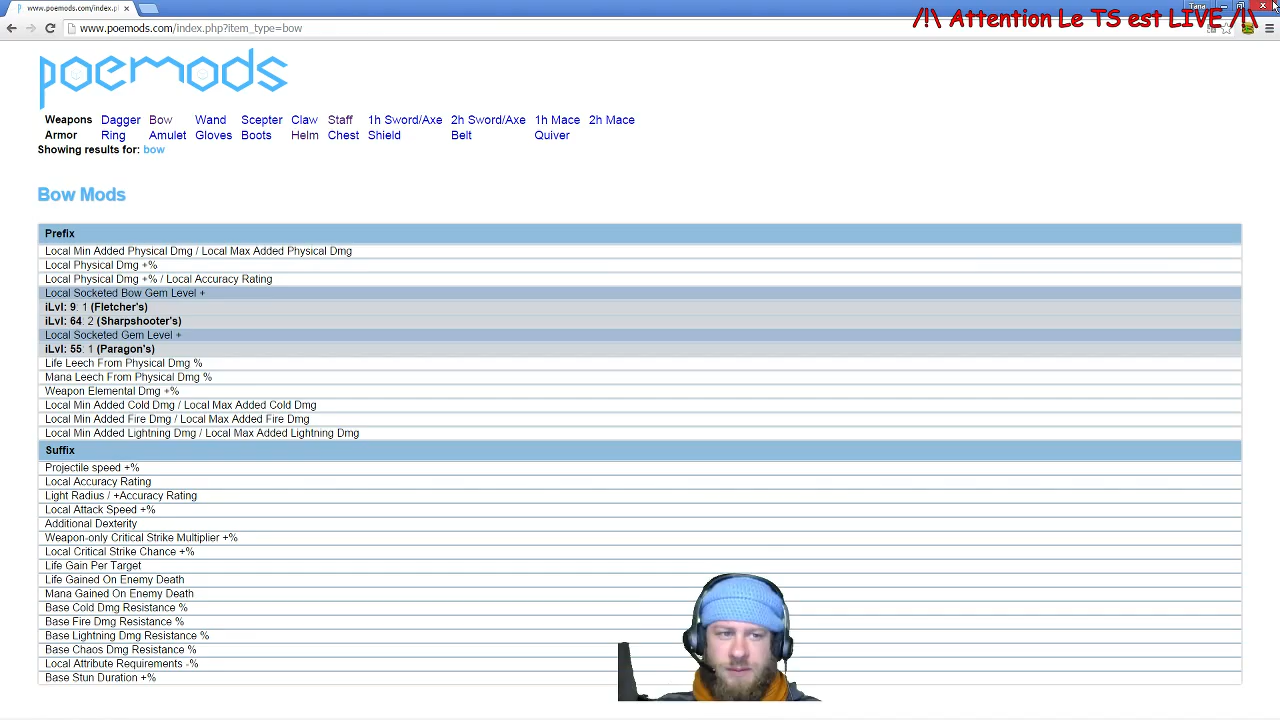 www.poemods.com/index.p
Tana
www.poemods.com/index.php?item_type=bow
/!\ Attention Le TS est LIVE /!\
poemods
Weapons Dagger Bow Wand Scepter Claw Staff 1h Sword/Axe 2h Sword/Axe 1h Mace 2h Mace
Armor Ring Amulet Gloves Boots Helm Chest Shield Belt Quiver
Showing results for: bow
Bow Mods
Prefix
Local Min Added Physical Dmg / Local Max Added Physical Dmg
Local Physical Dmg +%
Local Physical Dmg +% / Local Accuracy Rating
Local Socketed Bow Gem Level +
iLvl: 9: 1 (Fletcher's)
iLvl: 64: 2 (Sharpshooter's)
Local Socketed Gem Level +
iLvl: 55: 1 (Paragon's)
Life Leech From Physical Dmg %
Mana Leech From Physical Dmg %
Weapon Elemental Dmg +%
Local Min Added Cold Dmg / Local Max Added Cold Dmg
Local Min Added Fire Dmg / Local Max Added Fire Dmg
Local Min Added Lightning Dmg / Local Max Added Lightning Dmg
Suffix
Projectile speed +%
Local Accuracy Rating
Light Radius / +Accuracy Rating
Local Attack Speed +%
Additional Dexterity
Weapon-only Critical Strike Multiplier +%
Local Critical Strike Chance +%
Life Gain Per Target
Life Gained On Enemy Death
Mana Gained On Enemy Death
Base Cold Dmg Resistance %
Base Fire Dmg Resistance %
Base Lightning Dmg Resistance %
Base Chaos Dmg Resistance %
Local Attribute Requirements -%
Base Stun Duration +%